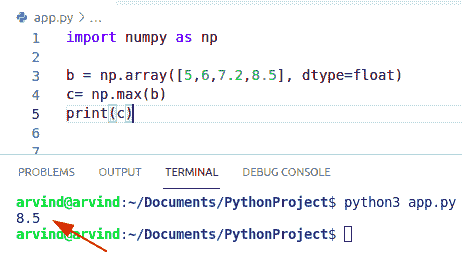 app.py > ...
1 import numpy as np
2
3 b = np.array([5,6,7.2,8.5], dtype=float)
4 c= np.max(b)
5 print(c)
6
7
PROBLEMS OUTPUT TERMINAL DEBUG CONSOLE
arvind@arvind:~/Documents/PythonProject$ python3 app.py
8.5
arvind@arvind:~/Documents/PythonProject$